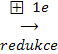 ⊞ 1e
→
redukce